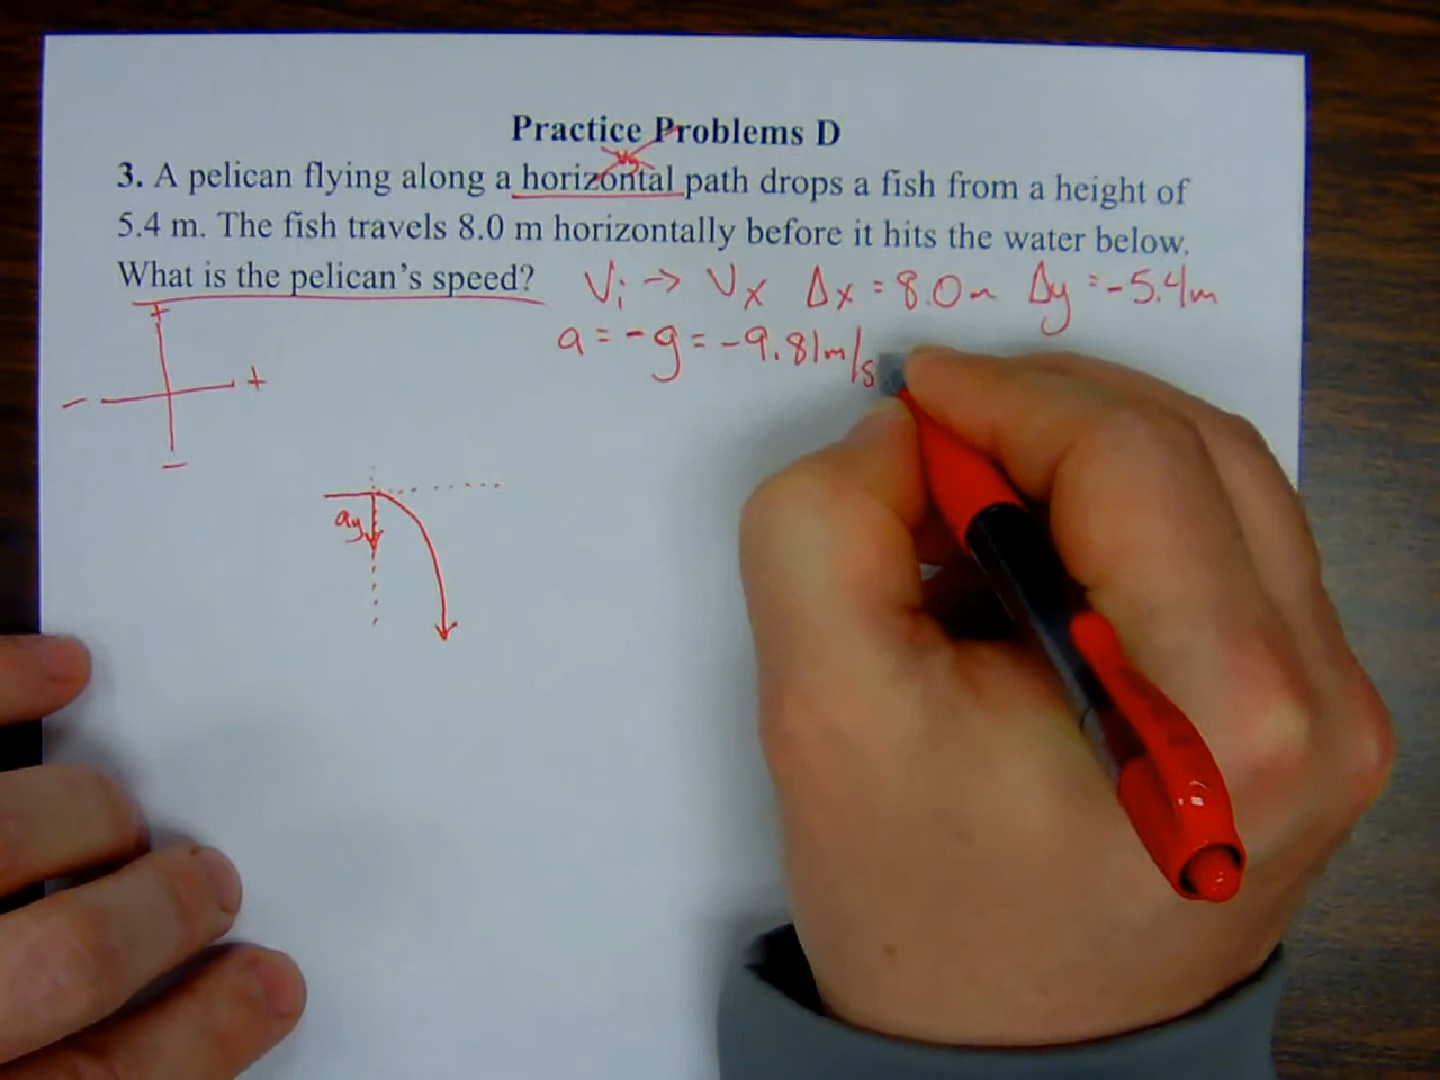 Practice Problems D
vy
3. A pelican flying along a horizontal path drops a fish from a height of
5.4 m. The fish travels 8.0 m horizontally before it hits the water below.
What is the pelican's speed? Vi → Vx Δx = 8.0m Δy = -5.4m
a = -g = -9.81m/s
+
- +
-
ay